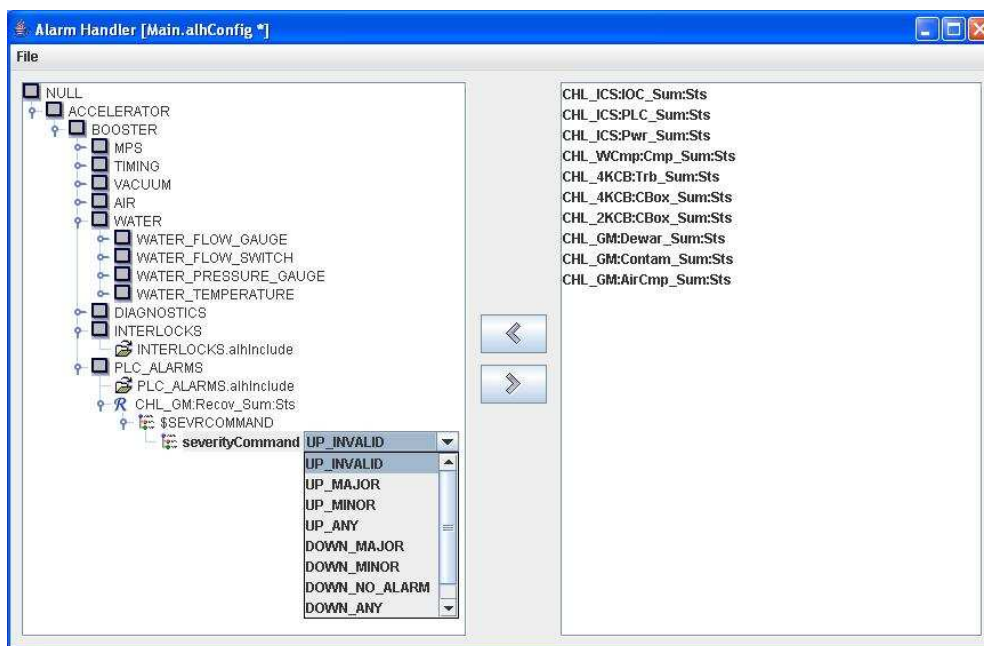 Alarm Handler [Main.alhConfig *]
File
NULL
ACCELERATOR
BOOSTER
MPS
TIMING
VACUUM
AIR
WATER
WATER_FLOW_GAUGE
WATER_FLOW_SWITCH
WATER_PRESSURE_GAUGE
WATER_TEMPERATURE
DIAGNOSTICS
INTERLOCKS
INTERLOCKS.alhInclude
PLC_ALARMS
PLC_ALARMS.alhInclude
R CHL_GM:Recov_Sum:Sts
$SEVRCOMMAND
severityCommand UP_INVALID
UP_INVALID
UP_MAJOR
UP_MINOR
UP_ANY
DOWN_MAJOR
DOWN_MINOR
DOWN_NO_ALARM
DOWN_ANY
CHL_ICS:IOC_Sum:Sts
CHL_ICS:PLC_Sum:Sts
CHL_ICS:Pwr_Sum:Sts
CHL_WCmp:Cmp_Sum:Sts
CHL_4KCB:Trb_Sum:Sts
CHL_4KCB:CBox_Sum:Sts
CHL_2KCB:CBox_Sum:Sts
CHL_GM:Dewar_Sum:Sts
CHL_GM:Contam_Sum:Sts
CHL_GM:AirCmp_Sum:Sts